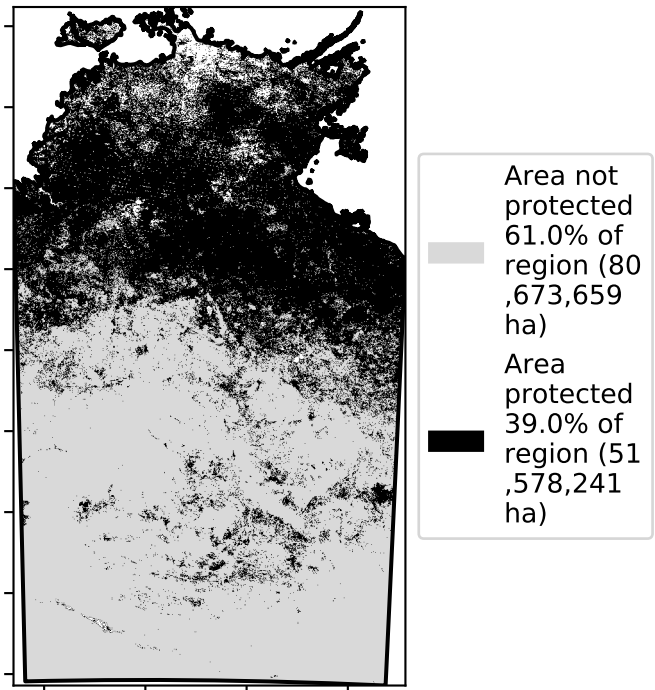 Area not
protected
61.0% of
region (80
,673,659
ha)
Area
protected
39.0% of
region (51
,578,241
ha)